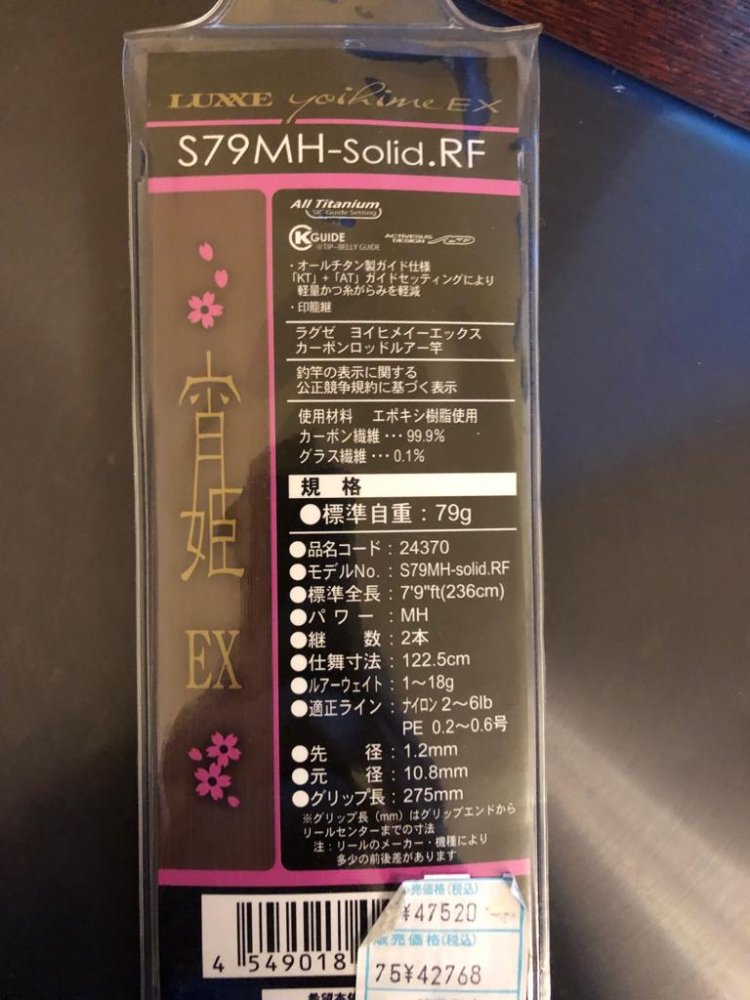 LUXXE yoihime EX
S79MH-Solid.RF
All Titanium
SiC Guide Setting
KGUIDE
※TIP-BELLY GUIDE
ACTIVESUS
DESIGN
・オールチタン製ガイド仕様
「KT」+「AT」ガイドセッティングにより
軽量かつ糸がらみを軽減
・印籠継
ラグゼ ヨイヒメイーエックス
カーボンロッドルアー竿
釣竿の表示に関する
公正競争規約に基づく表示
使用材料 エポキシ樹脂使用
カーボン繊維・・・99.9%
グラス繊維・・・0.1%
規 格
●標準自重:79g
●品名コード:24370
●モデルNo.:S79MH-solid.RF
●標準全長:7'9"ft(236cm)
●パワー:MH
●継 数:2本
●仕舞寸法:122.5cm
●ルアーウェイト:1〜18g
●適正ライン:ナイロン 2〜6lb
PE 0.2〜0.6号
●先 径:1.2mm
●元 径:10.8mm
●グリップ長:275mm
※グリップ長(mm)はグリップエンドから
リールセンターまでの寸法
注:リールのメーカー・機種により
多少の前後差があります
宵姫
EX
売価格(税込)
¥47520
販売価格(税込)
75¥42768
4 549018